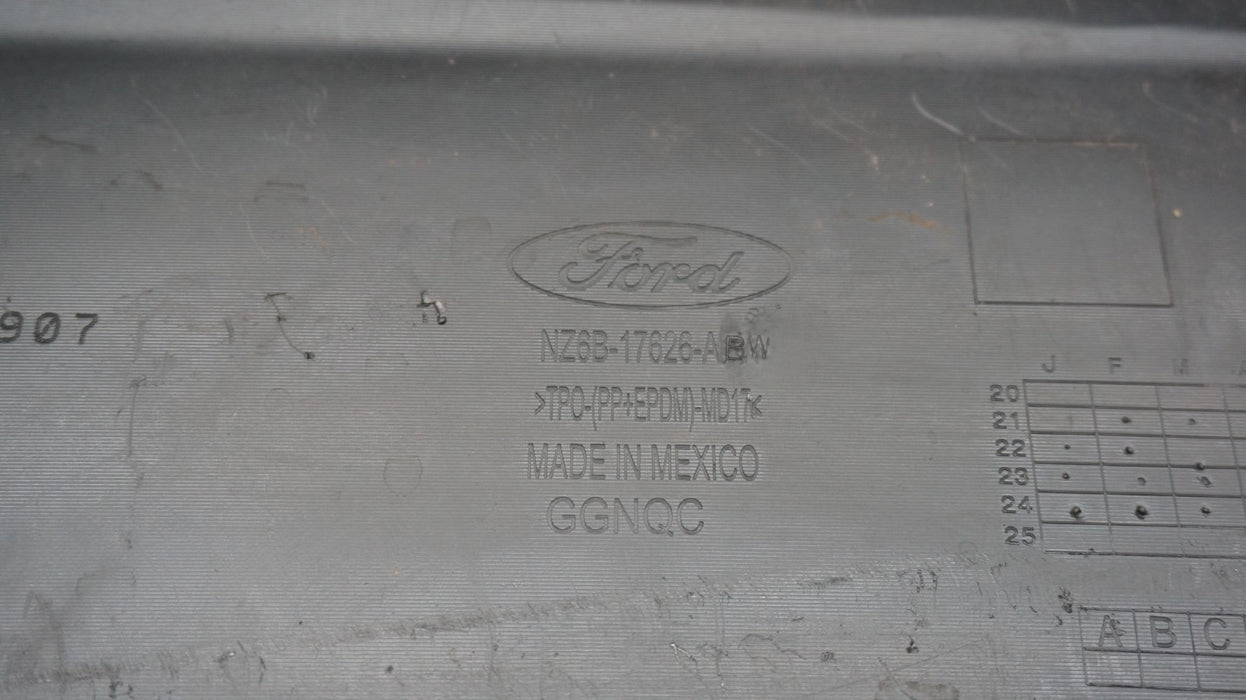 Ford
907
NZ6B-17626-ABW
>TPO-(PP+EPDM)-MD17<
MADE IN MEXICO
GGNQC
J F M A
20
21
22
23
24
25
A B C